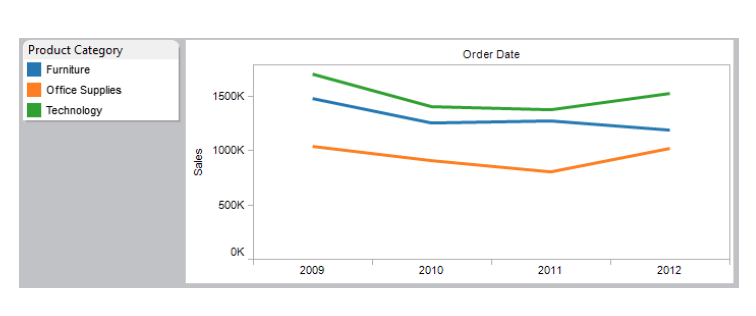 Product Category
Furniture
Office Supplies
Technology
Order Date
Sales
1500K
1000K
500K
0K
2009 2010 2011 2012